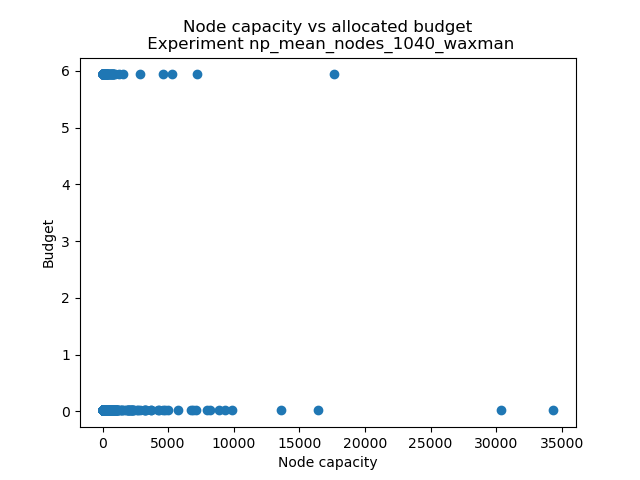 Node capacity vs allocated budget
Experiment np_mean_nodes_1040_waxman
6
5
4
3
2
1
0
Budget
0 5000 10000 15000 20000 25000 30000 35000
Node capacity